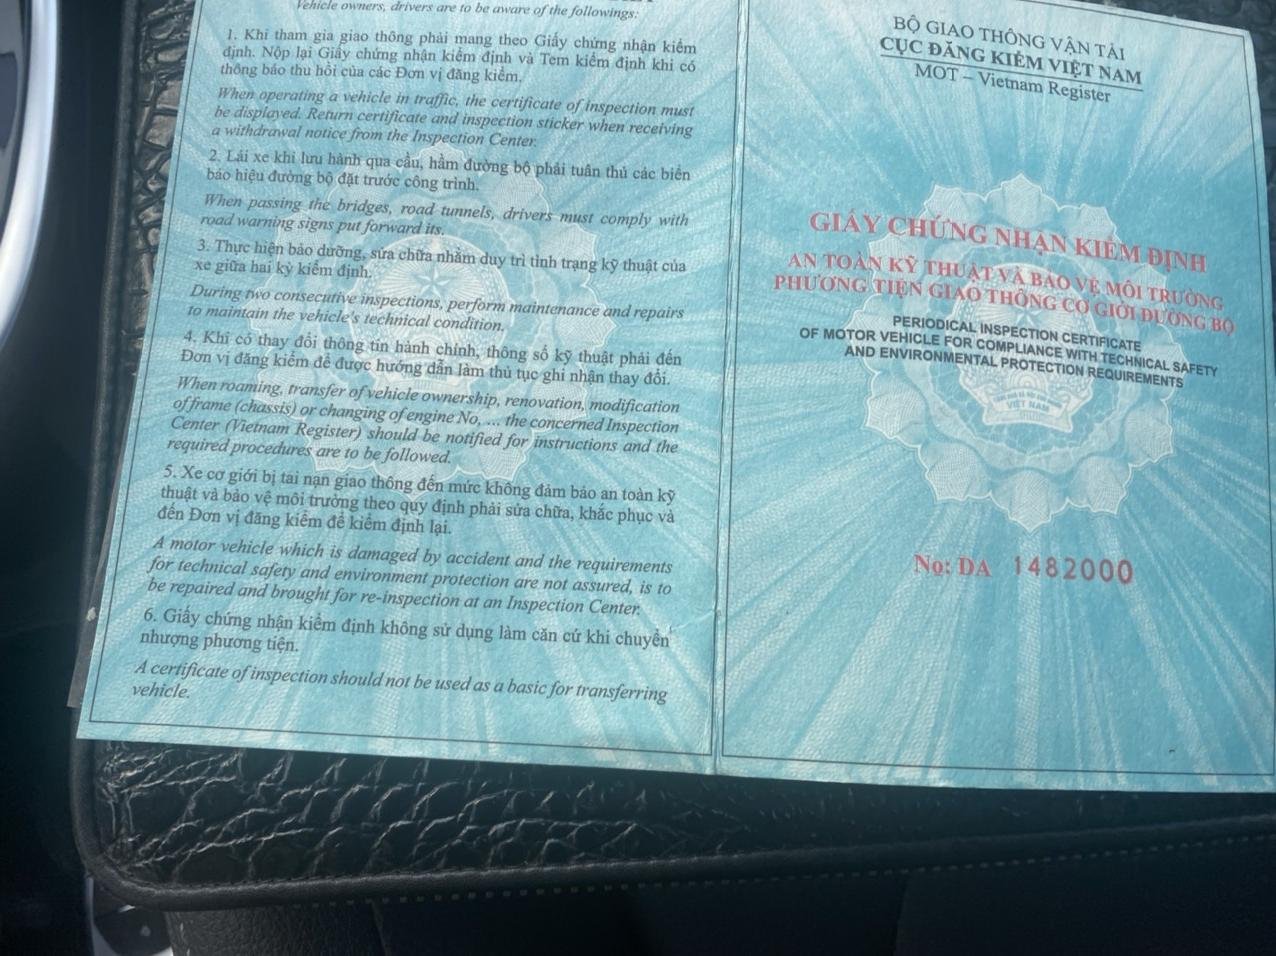 Vehicle owners, drivers are to be aware of the followings:
1. Khi tham gia giao thông phải mang theo Giấy chứng nhận kiểm
định. Nộp lại Giấy chứng nhận kiểm định và Tem kiểm định khi có
thông báo thu hồi của các Đơn vị đăng kiểm.
When operating a vehicle in traffic, the certificate of inspection must
be displayed. Return certificate and inspection sticker when receiving
a withdrawal notice from the Inspection Center.
2. Lái xe khi lưu hành qua cầu, hầm đường bộ phải tuân thủ các biển
báo hiệu đường bộ đặt trước công trình.
When passing the bridges, road tunnels, drivers must comply with
road warning signs put forward its.
3. Thực hiện bảo dưỡng, sửa chữa nhằm duy trì tình trạng kỹ thuật của
xe giữa hai kỳ kiểm định.
During two consecutive inspections, perform maintenance and repairs
to maintain the vehicle's technical condition.
4. Khi có thay đổi thông tin hành chính, thông số kỹ thuật phải đến
Đơn vị đăng kiểm để được hướng dẫn làm thủ tục ghi nhận thay đổi.
When roaming, transfer of vehicle ownership, renovation, modification
of frame (chassis) or changing of engine No, ... the concerned Inspection
Center (Vietnam Register) should be notified for instructions and the
required procedures are to be followed.
5. Xe cơ giới bị tai nạn giao thông đến mức không đảm bảo an toàn kỹ
thuật và bảo vệ môi trường theo quy định phải sửa chữa, khắc phục và
đến Đơn vị đăng kiểm để kiểm định lại.
A motor vehicle which is damaged by accident and the requirements
for technical safety and environment protection are not assured, is to
be repaired and brought for re-inspection at an Inspection Center.
6. Giấy chứng nhận kiểm định không sử dụng làm căn cứ khi chuyển
nhượng phương tiện.
A certificate of inspection should not be used as a basic for transferring
vehicle.
BỘ GIAO THÔNG VẬN TẢI
CỤC ĐĂNG KIỂM VIỆT NAM
MOT – Vietnam Register
GIẤY CHỨNG NHẬN KIỂM ĐỊNH
AN TOÀN KỸ THUẬT VÀ BẢO VỆ MÔI TRƯỜNG
PHƯƠNG TIỆN GIAO THÔNG CƠ GIỚI ĐƯỜNG BỘ
PERIODICAL INSPECTION CERTIFICATE
OF MOTOR VEHICLE FOR COMPLIANCE WITH TECHNICAL SAFETY
AND ENVIRONMENTAL PROTECTION REQUIREMENTS
VIỆT NAM
No: DA 1482000